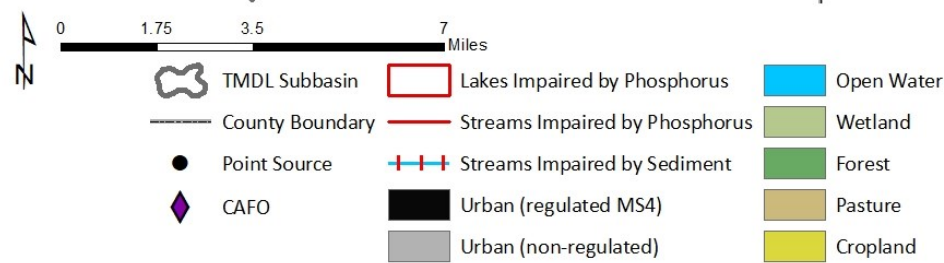 0 1.75 3.5 7
Miles
N
TMDL Subbasin
County Boundary
Point Source
CAFO
Lakes Impaired by Phosphorus
Streams Impaired by Phosphorus
Streams Impaired by Sediment
Urban (regulated MS4)
Urban (non-regulated)
Open Water
Wetland
Forest
Pasture
Cropland